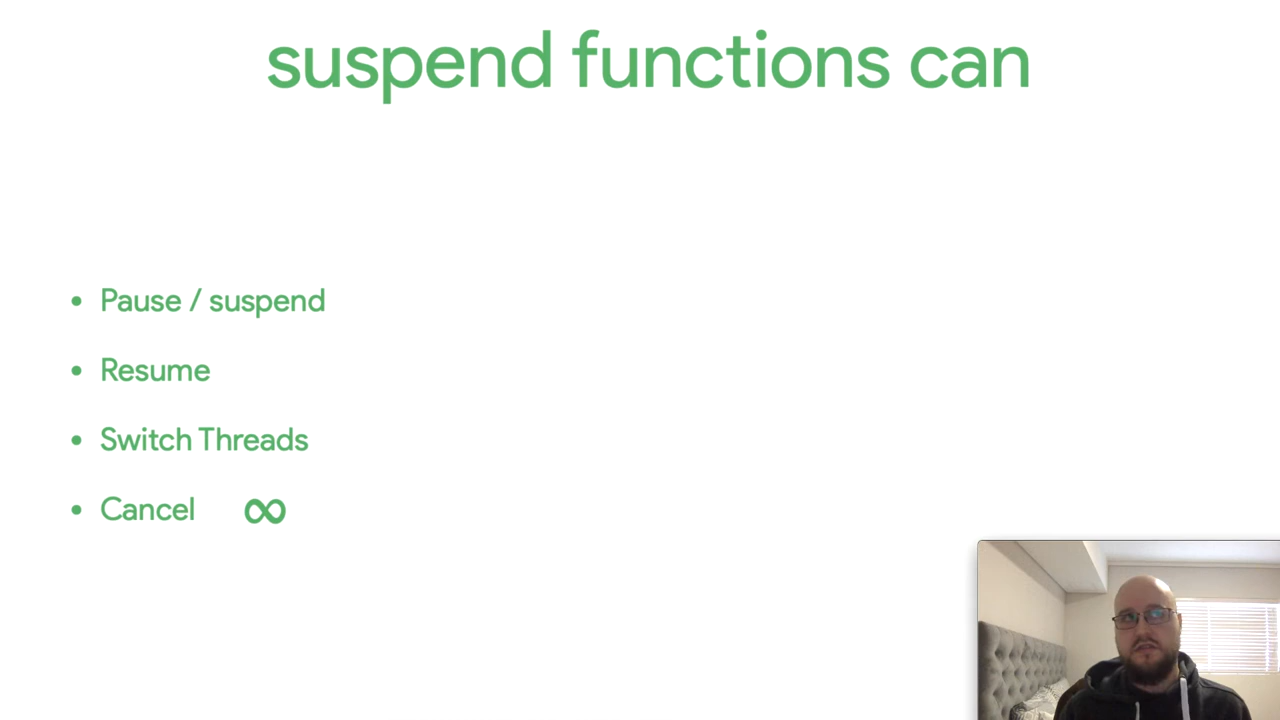 suspend functions can
• Pause / suspend
• Resume
• Switch Threads
• Cancel ∞